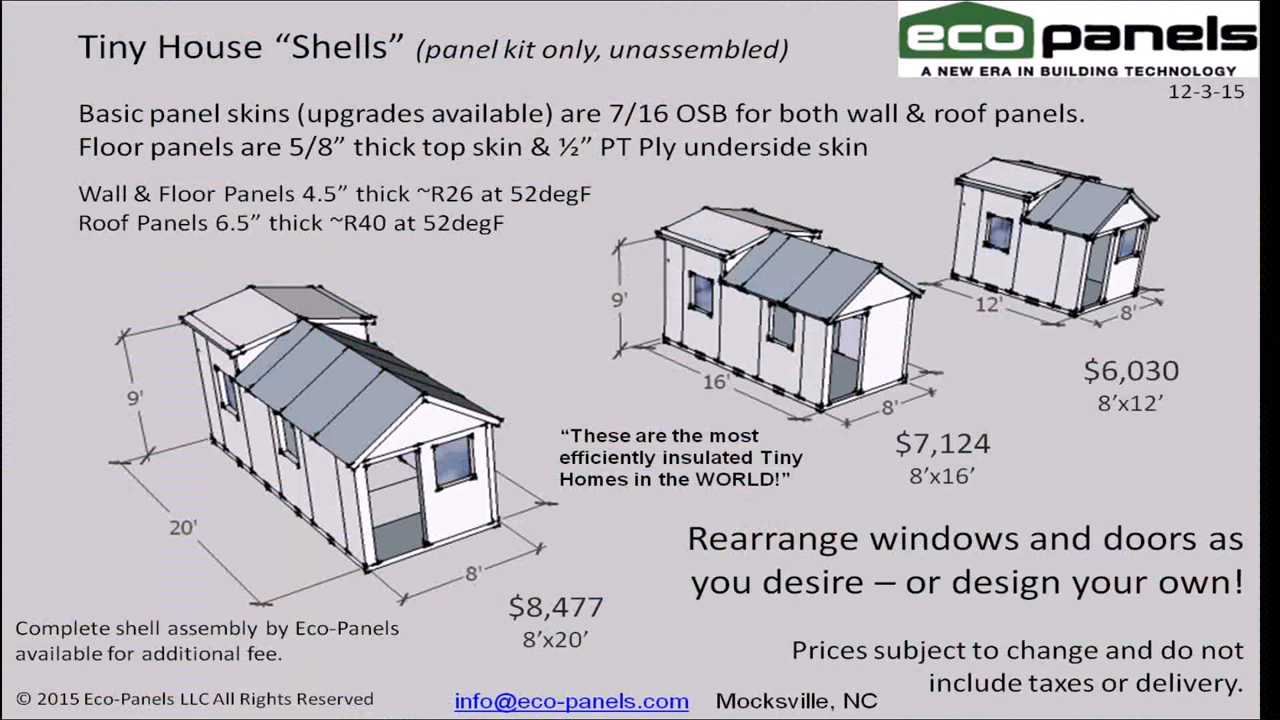 Tiny House “Shells” (panel kit only, unassembled)
eco panels
A NEW ERA IN BUILDING TECHNOLOGY
12-3-15
Basic panel skins (upgrades available) are 7/16 OSB for both wall & roof panels.
Floor panels are 5/8” thick top skin & ½” PT Ply underside skin
Wall & Floor Panels 4.5” thick ~R26 at 52degF
Roof Panels 6.5” thick ~R40 at 52degF
9'
20'
8'
$8,477
8’x20’
9'
16'
8'
$7,124
8’x16’
12'
8'
$6,030
8’x12’
“These are the most
efficiently insulated Tiny
Homes in the WORLD!”
Rearrange windows and doors as
you desire – or design your own!
Complete shell assembly by Eco-Panels
available for additional fee.
Prices subject to change and do not
include taxes or delivery.
© 2015 Eco-Panels LLC All Rights Reserved
info@eco-panels.com
Mocksville, NC